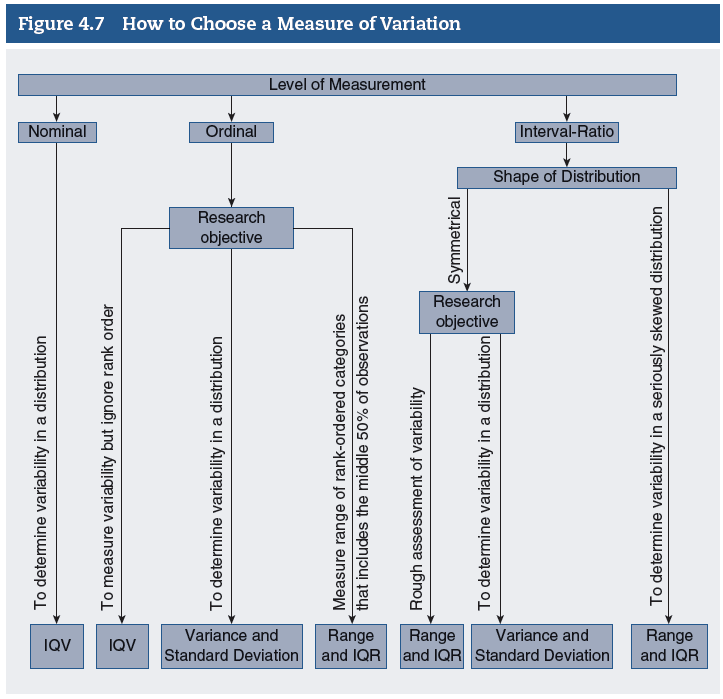 Figure 4.7 How to Choose a Measure of Variation
Level of Measurement
Nominal
Ordinal
Interval-Ratio
Shape of Distribution
Research
objective
Symmetrical
Research
objective
To determine variability in a distribution
To measure variability but ignore rank order
To determine variability in a distribution
Measure range of rank-ordered categories
that includes the middle 50% of observations
Rough assessment of variability
To determine variability in a distribution
To determine variability in a seriously skewed distribution
IQV
IQV
Variance and
Standard Deviation
Range
and IQR
Range
and IQR
Variance and
Standard Deviation
Range
and IQR